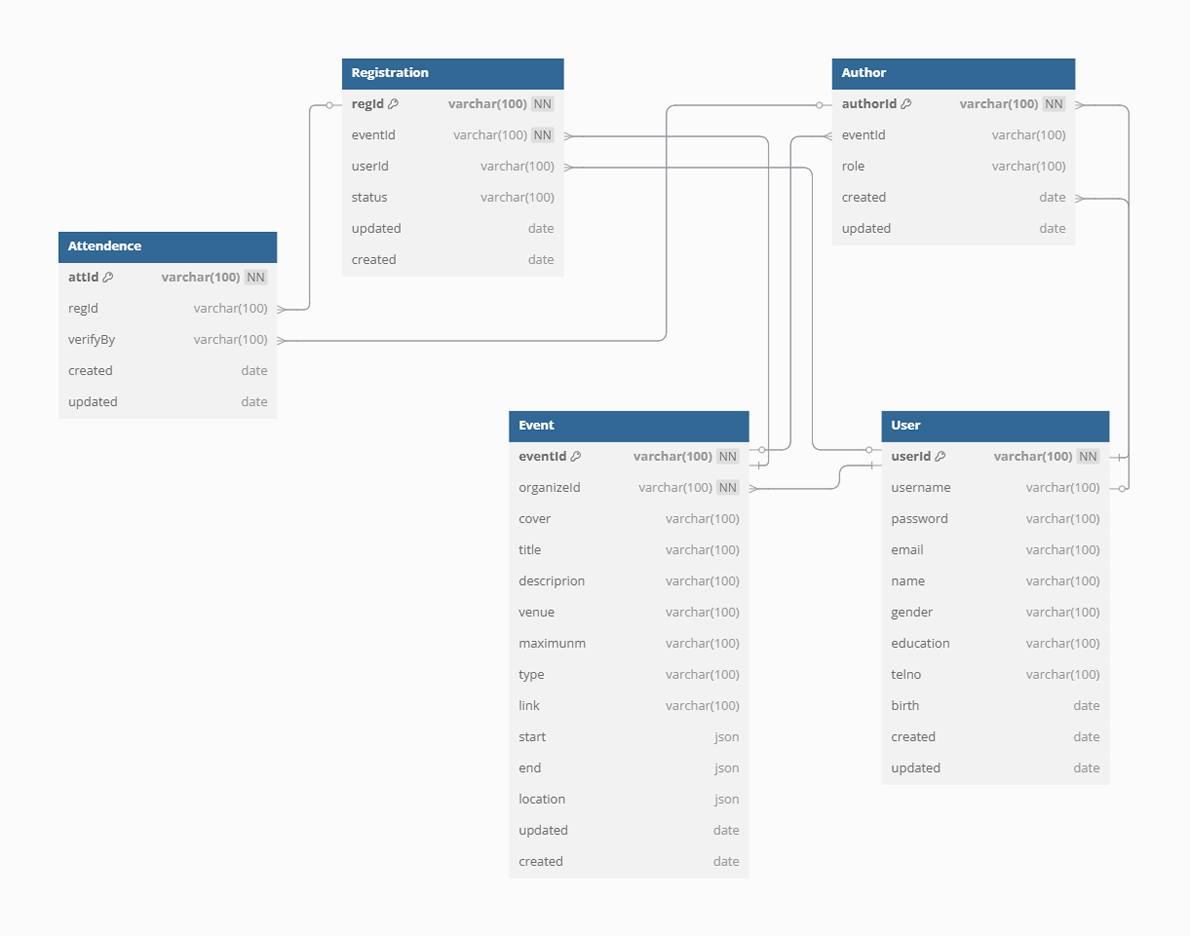 Registration
regId varchar(100) NN
eventId varchar(100) NN
userId varchar(100)
status varchar(100)
updated date
created date
Author
authorId varchar(100) NN
eventId varchar(100)
role varchar(100)
created date
updated date
Attendence
attId varchar(100) NN
regId varchar(100)
verifyBy varchar(100)
created date
updated date
Event
eventId varchar(100) NN
organizeId varchar(100) NN
cover varchar(100)
title varchar(100)
descriprion varchar(100)
venue varchar(100)
maximunm varchar(100)
type varchar(100)
link varchar(100)
start json
end json
location json
updated date
created date
User
userId varchar(100) NN
username varchar(100)
password varchar(100)
email varchar(100)
name varchar(100)
gender varchar(100)
education varchar(100)
telno varchar(100)
birth date
created date
updated date